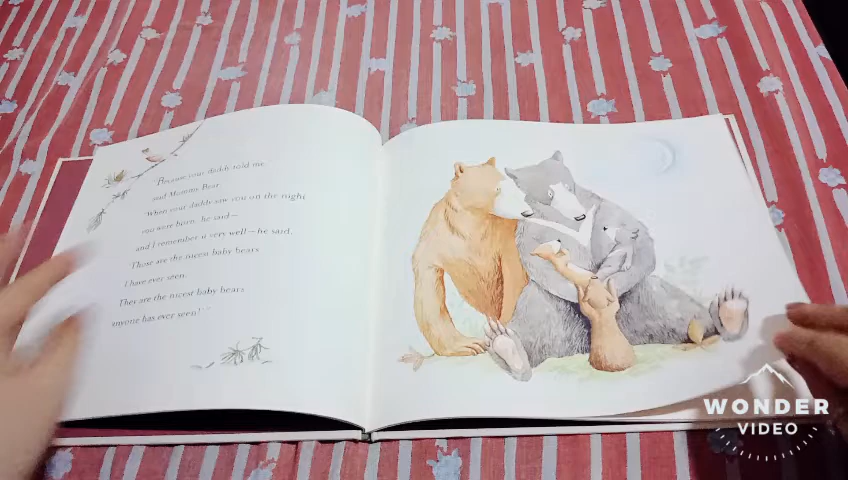 "Because your daddy told me,
said Mummy Bear.
"When your daddy saw you on the night
you were born, he said—
and I remember it very well—he said,
Those are the nicest baby bears
I have ever seen.
They are the nicest baby bears
anyone has ever seen!'"
WONDER
VIDEO